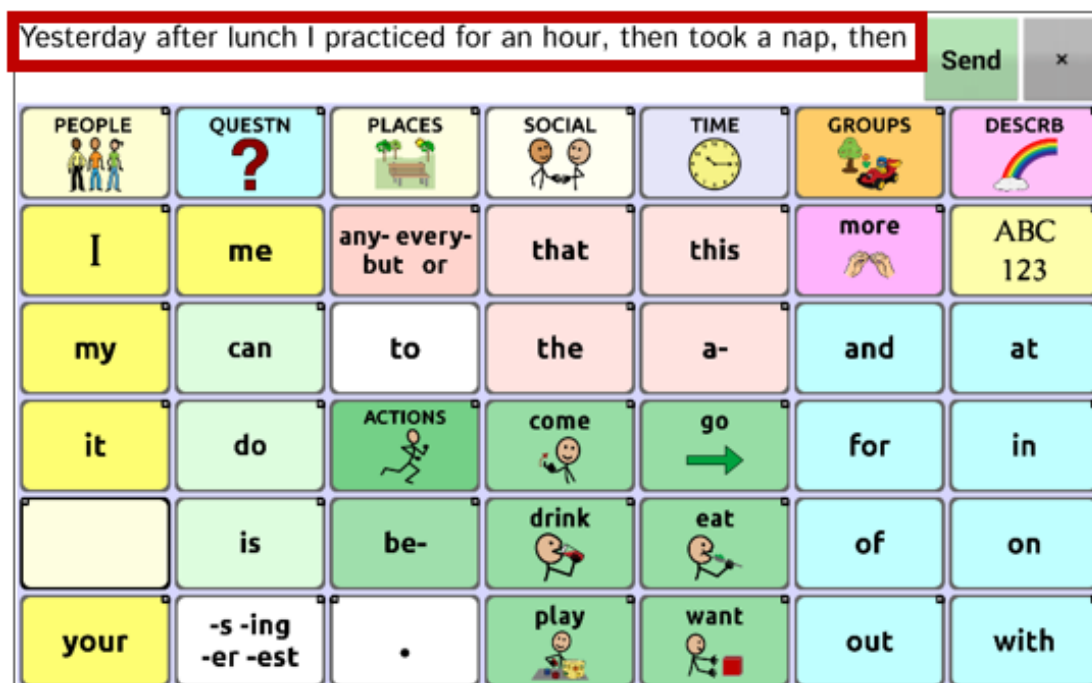 Yesterday after lunch I practiced for an hour, then took a nap, then
Send ×
PEOPLE QUESTN PLACES SOCIAL TIME GROUPS DESCRB
?
I me any- every- that this more ABC
but or 123
my can to the a- and at
it do ACTIONS come go for in
is be- drink eat of on
your -s -ing . play want out with
-er -est